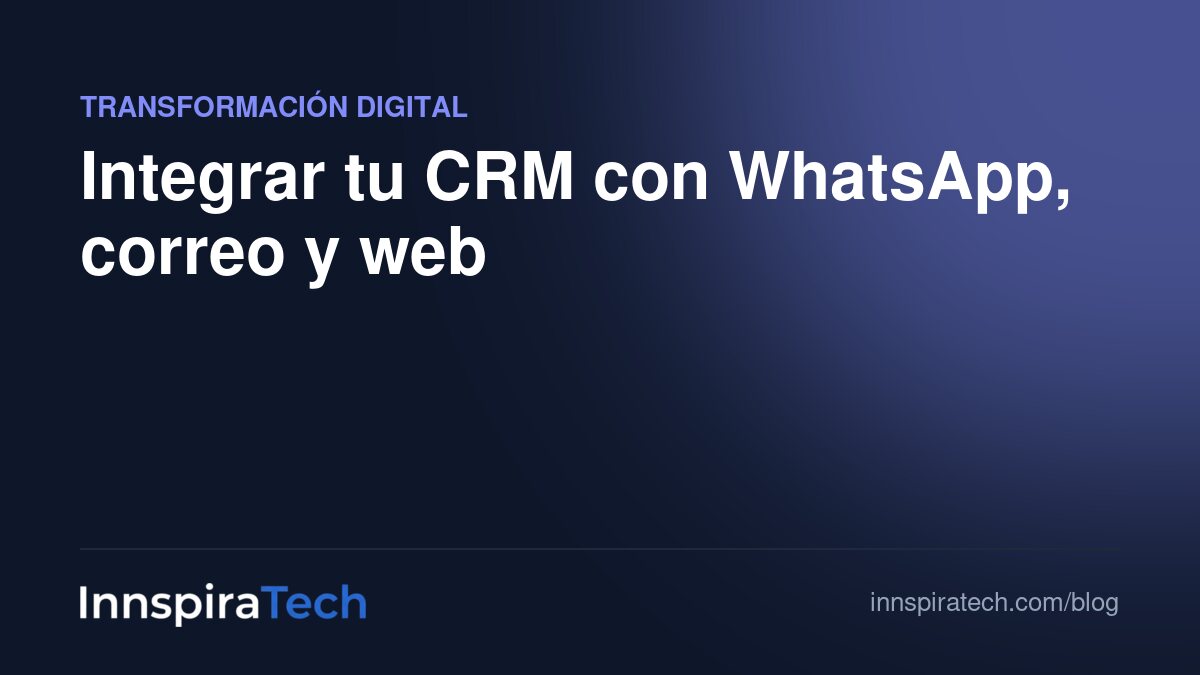 TRANSFORMACIÓN DIGITAL
Integrar tu CRM con WhatsApp,
correo y web
InnspiraTech
innspiratech.com/blog